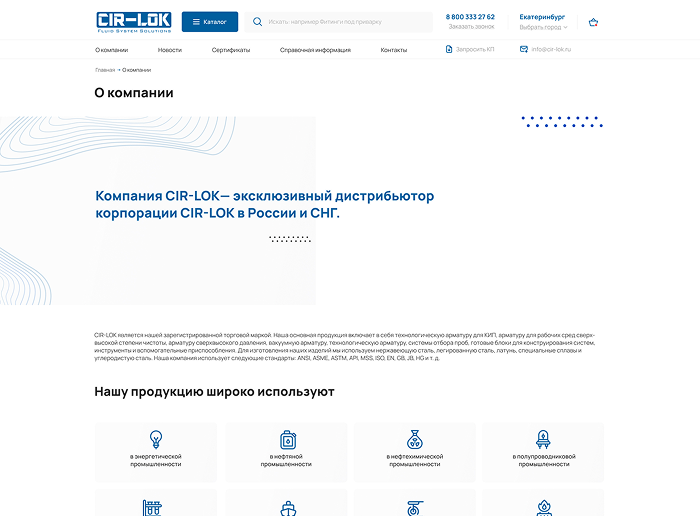 CIR-LOK
FLUID SYSTEM SOLUTIONS
Каталог
Искать: например Фитинги под приварку
8 800 333 27 62
Заказать звонок
Екатеринбург
Выбрать город
О компании
Новости
Сертификаты
Справочная информация
Контакты
Запросить КП
info@cir-lok.ru
Главная → О компании
О компании
Компания CIR-LOK— эксклюзивный дистрибьютор
корпорации CIR-LOK в России и СНГ.
CIR-LOK является нашей зарегистрированной торговой маркой. Наша основная продукция включает в себя технологическую арматуру для КИП, арматуру для рабочих сред сверх-
высокой степени чистоты, арматуру сверхвысокого давления, вакуумную арматуру, технологическую арматуру, системы отбора проб, готовые блоки для конструирования систем,
инструменты и вспомогательные приспособления. Для изготовления наших изделий мы используем нержавеющую сталь, легированную сталь, латунь, специальные сплавы и
углеродистую сталь. Наша компания использует следующие стандарты: ANSI, ASME, ASTM, API, MSS, ISO, EN, GB, JB, HG и т. д.
Нашу продукцию широко используют
в энергетической
промышленности
в нефтяной
промышленности
в нефтехимической
промышленности
в полупроводниковой
промышленности